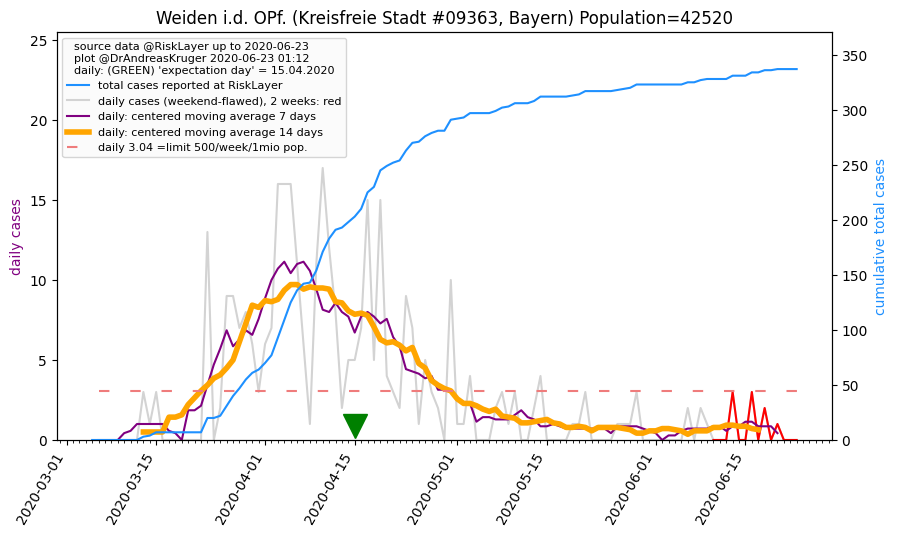 Weiden i.d. OPf. (Kreisfreie Stadt #09363, Bayern) Population=42520
source data @RiskLayer up to 2020-06-23
plot @DrAndreasKruger 2020-06-23 01:12
daily: (GREEN) 'expectation day' = 15.04.2020
total cases reported at RiskLayer
daily cases (weekend-flawed), 2 weeks: red
daily: centered moving average 7 days
daily: centered moving average 14 days
daily 3.04 =limit 500/week/1mio pop.
daily cases
25
20
15
10
5
0
cumulative total cases
350
300
250
200
150
100
50
0
2020-03-01
2020-03-15
2020-04-01
2020-04-15
2020-05-01
2020-05-15
2020-06-01
2020-06-15